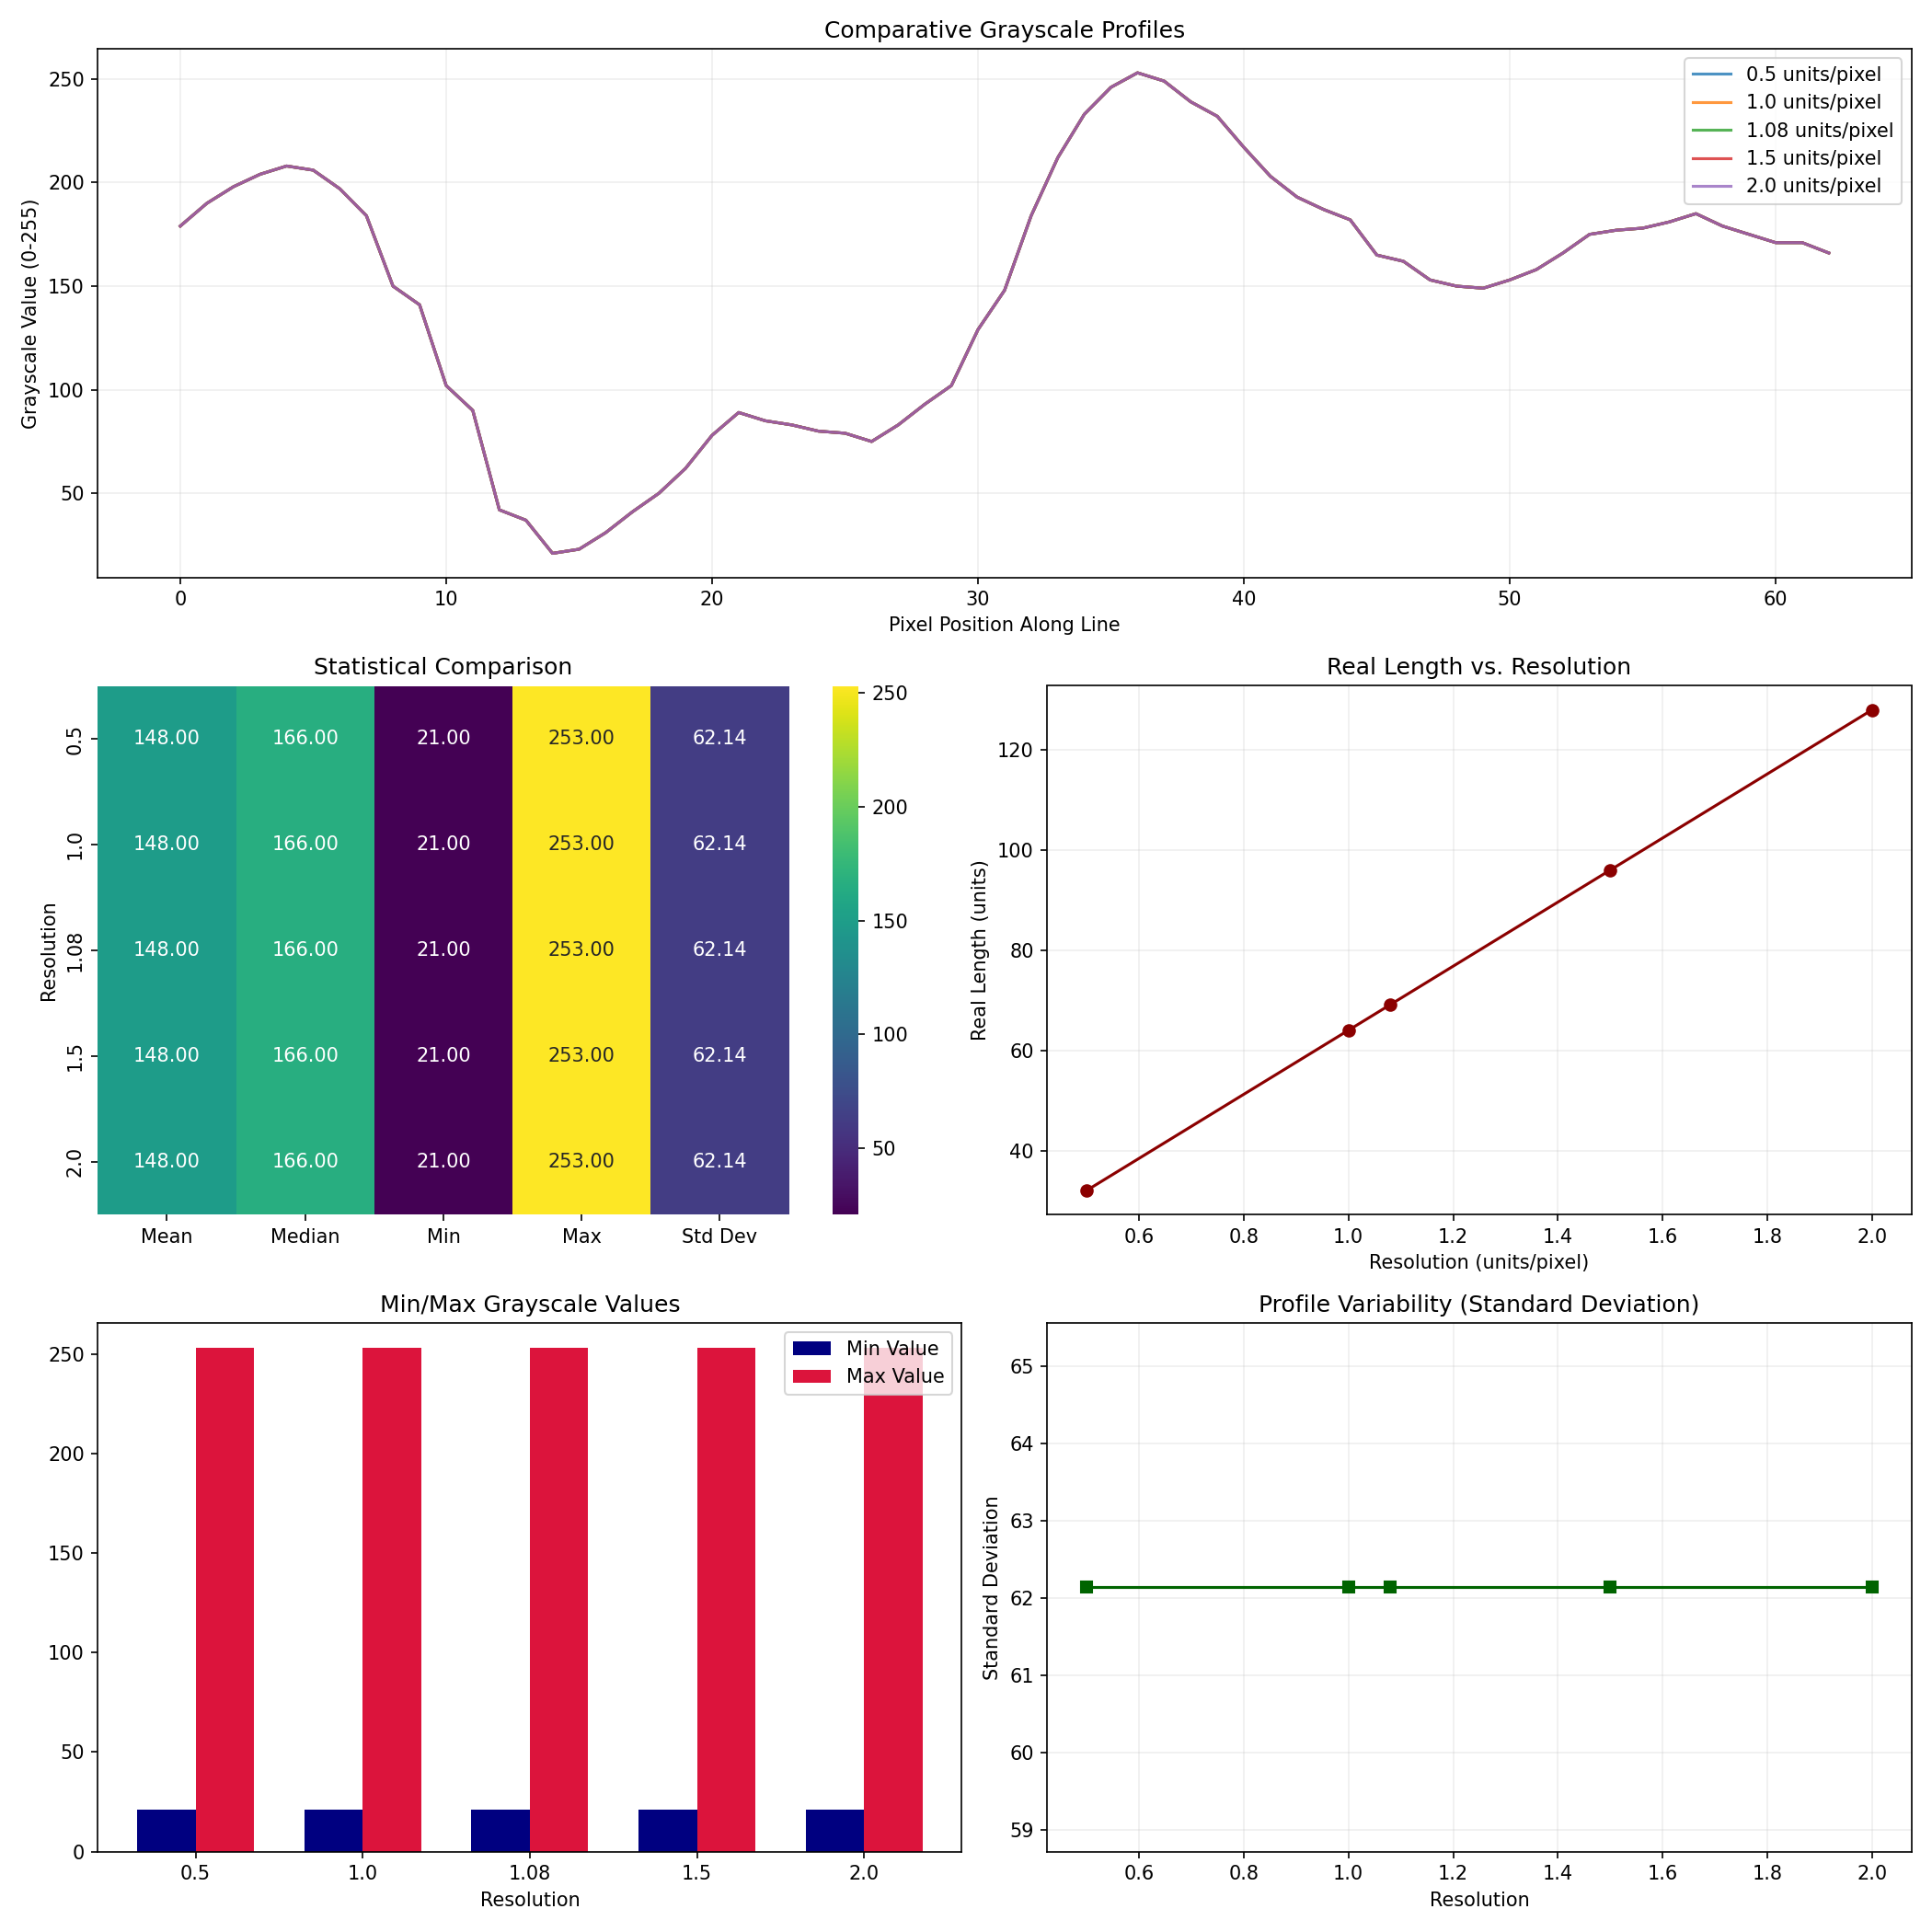 Comparative Grayscale Profiles
Grayscale Value (0-255)
250
200
150
100
50
0.5 units/pixel
1.0 units/pixel
1.08 units/pixel
1.5 units/pixel
2.0 units/pixel
0 10 20 30 40 50 60
Pixel Position Along Line
Statistical Comparison
Resolution
0.5 148.00 166.00 21.00 253.00 62.14
1.0 148.00 166.00 21.00 253.00 62.14
1.08 148.00 166.00 21.00 253.00 62.14
1.5 148.00 166.00 21.00 253.00 62.14
2.0 148.00 166.00 21.00 253.00 62.14
Mean Median Min Max Std Dev
250
200
150
100
50
Real Length vs. Resolution
Real Length (units)
120
100
80
60
40
0.6 0.8 1.0 1.2 1.4 1.6 1.8 2.0
Resolution (units/pixel)
Min/Max Grayscale Values
250
200
150
100
50
0
Min Value
Max Value
0.5 1.0 1.08 1.5 2.0
Resolution
Profile Variability (Standard Deviation)
Standard Deviation
65
64
63
62
61
60
59
0.6 0.8 1.0 1.2 1.4 1.6 1.8 2.0
Resolution